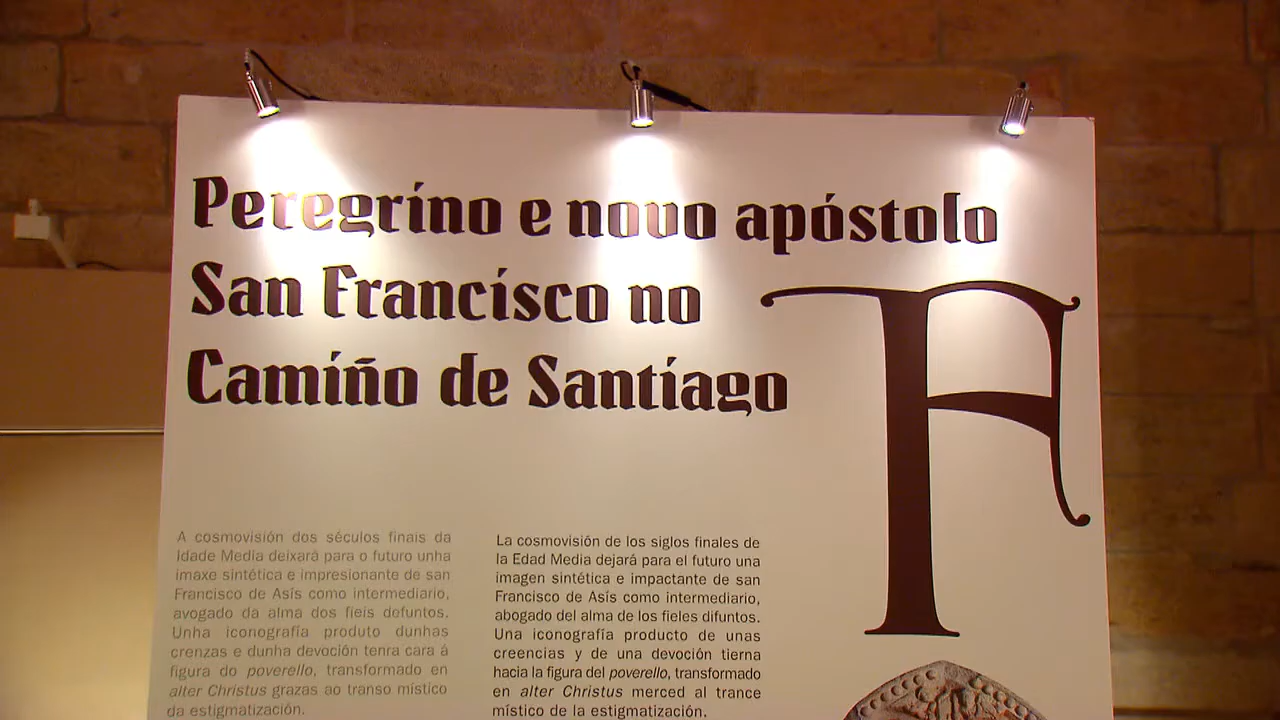 Peregrino e novo apóstolo
San Francisco no
Camiño de Santiago
F
A cosmovisión dos séculos finais da
Idade Media deixará para o futuro unha
imaxe sintética e impresionante de san
Francisco de Asís como intermediario,
avogado da alma dos fieis defuntos.
Unha iconografía produto dunhas
crenzas e dunha devoción tenra cara á
figura do poverello, transformado en
alter Christus grazas ao transo místico
da estigmatización.
La cosmovisión de los siglos finales de
la Edad Media dejará para el futuro una
imagen sintética e impactante de san
Francisco de Asís como intermediario,
abogado del alma de los fieles difuntos.
Una iconografía producto de unas
creencias y de una devoción tierna
hacia la figura del poverello, transformado
en alter Christus merced al trance
místico de la estigmatización.